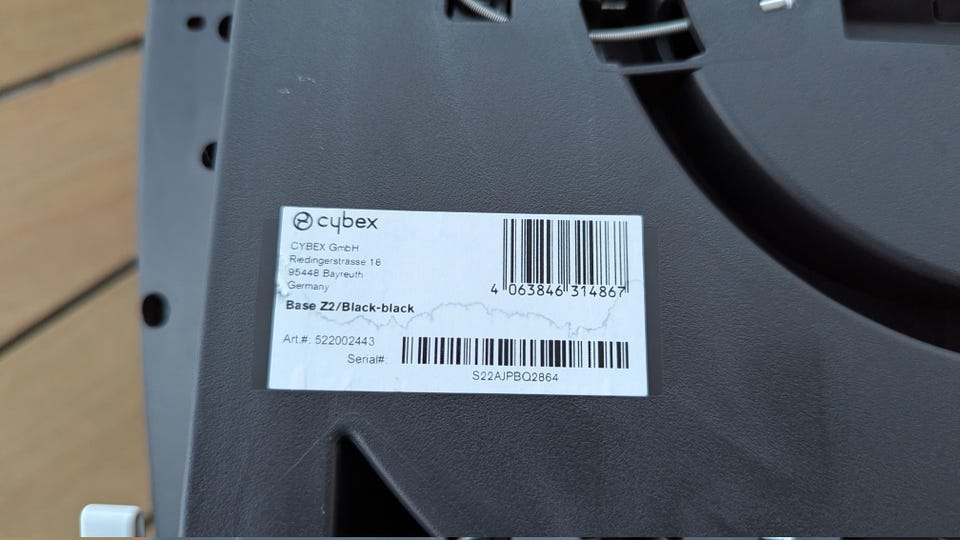 cybex
CYBEX GmbH
Riedingerstrasse 18
95448 Bayreuth
Germany
4 063846 314867
Base Z2/Black-black
Art.#: 522002443
Serial#:
S22AJPBQ2864